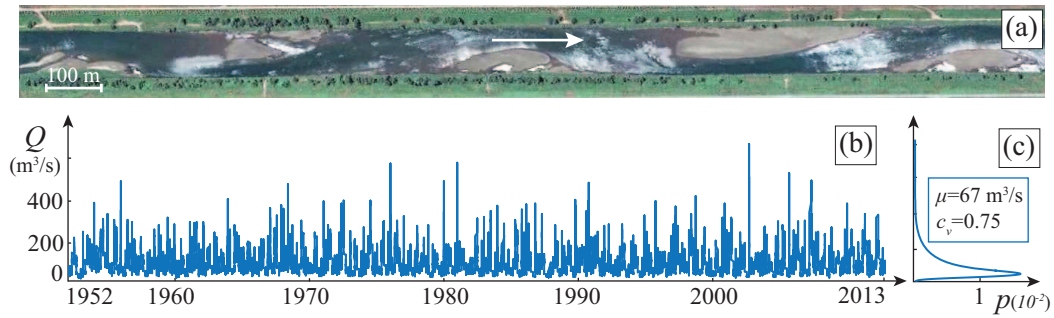 (a)
100 m
Q
(m³/s)
(b)
(c)
400
200
0
μ=67 m³/s
cᵥ=0.75
1952
1960
1970
1980
1990
2000
2013
1
p(10⁻²)